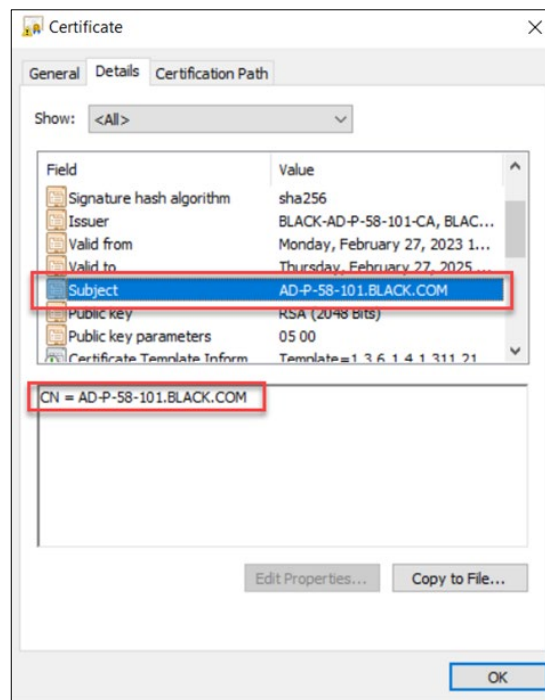 Certificate
General Details Certification Path
Show: <All>
Field Value
Signature hash algorithm sha256
Issuer BLACK-AD-P-58-101-CA, BLAC...
Valid from Monday, February 27, 2023 1...
Valid to Thursday, February 27, 2025 ...
Subject AD-P-58-101.BLACK.COM
Public key RSA (2048 Bits)
Public key parameters 05 00
Certificate Template Inform Template=1.3.6.1.4.1.311.21
CN = AD-P-58-101.BLACK.COM
Edit Properties... Copy to File...
OK